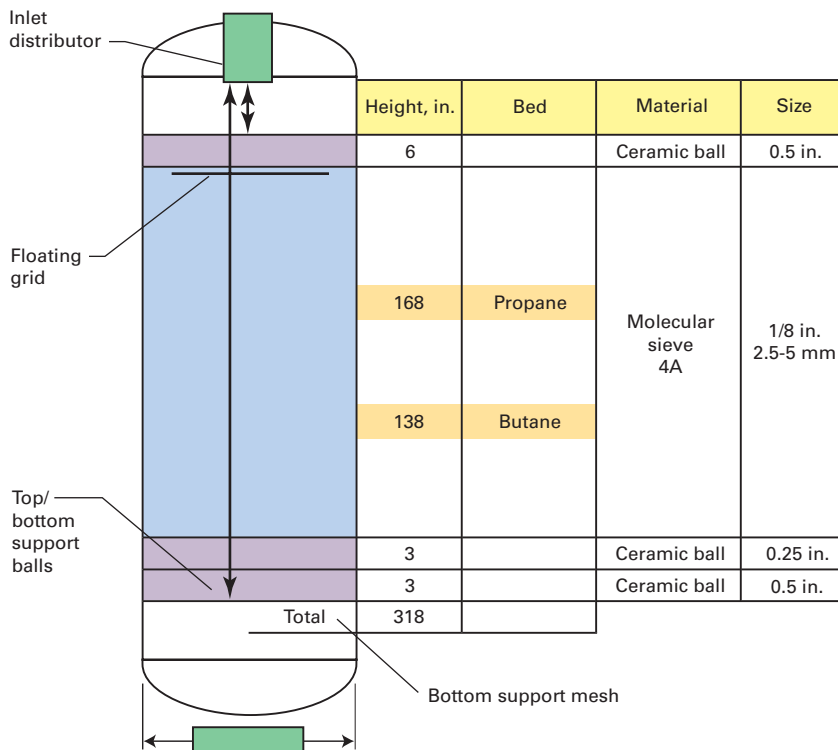 Inlet
distributor
Height, in. Bed Material Size
6 Ceramic ball 0.5 in.
Floating
grid
168 Propane
Molecular
sieve
4A
1/8 in.
2.5-5 mm
138 Butane
Top/
bottom
support
balls
3 Ceramic ball 0.25 in.
3 Ceramic ball 0.5 in.
Total 318
Bottom support mesh